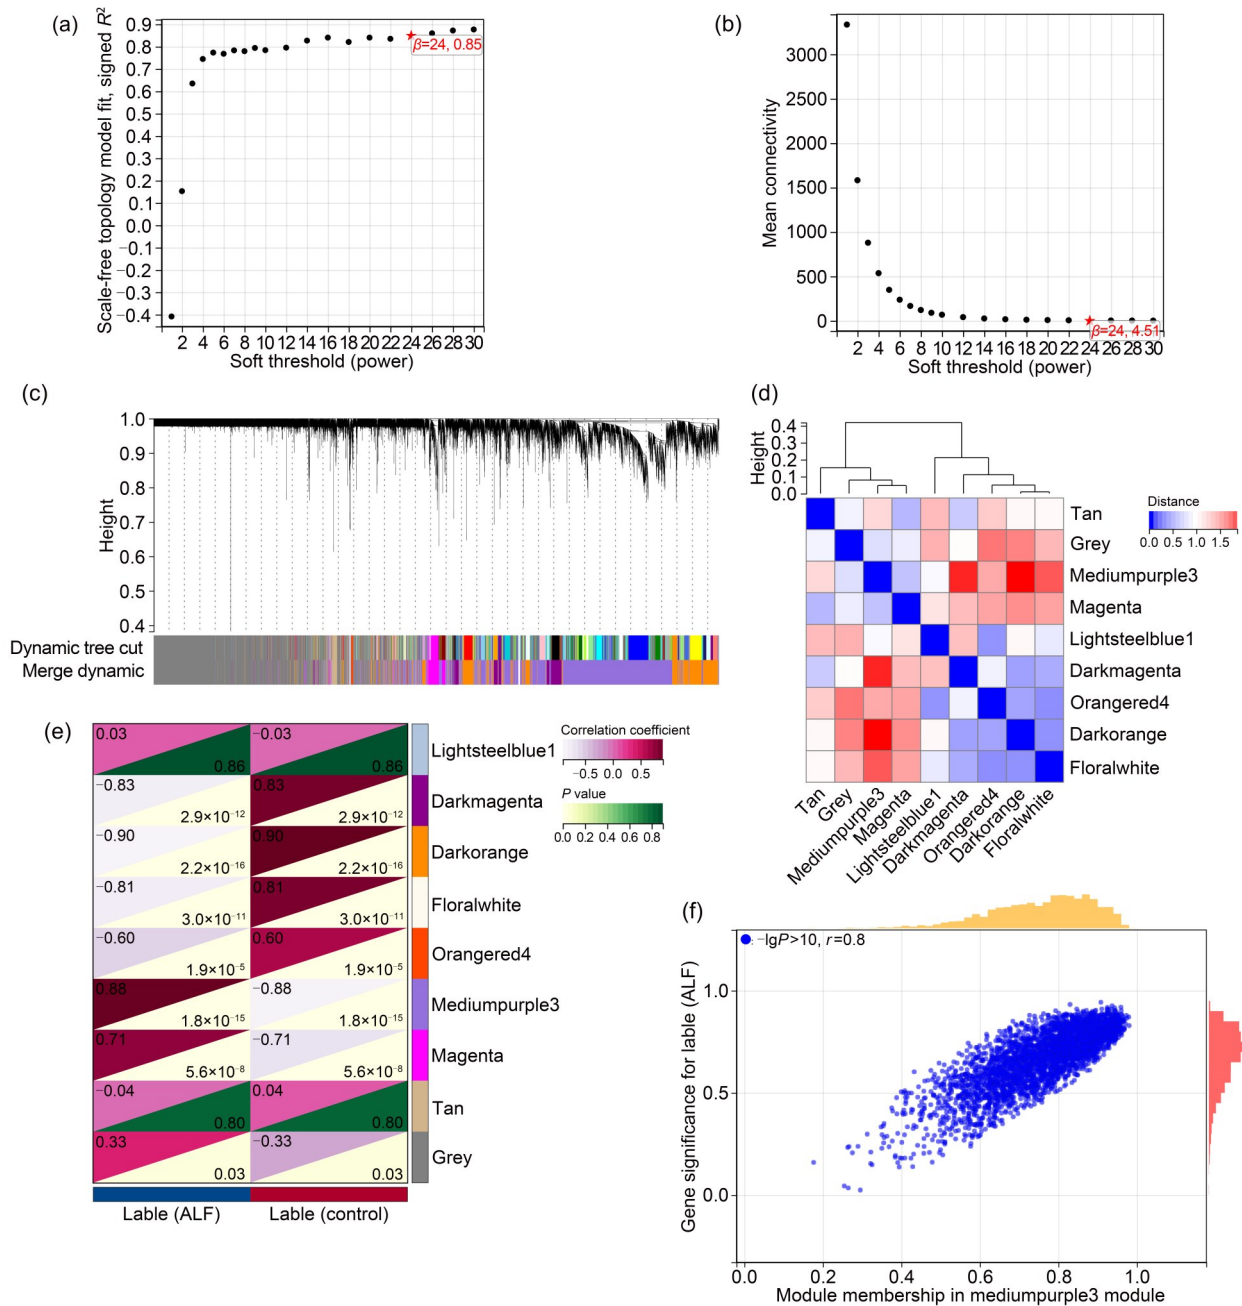 (a)
Scale-free topology model fit, signed R²
0.9
0.8
0.7
0.6
0.5
0.4
0.3
0.2
0.1
0.0
−0.1
−0.2
−0.3
−0.4
β=24, 0.85
2 4 6 8 10 12 14 16 18 20 22 24 26 28 30
Soft threshold (power)
(b)
Mean connectivity
3000
2500
2000
1500
1000
500
0
β=24, 4.51
2 4 6 8 10 12 14 16 18 20 22 24 26 28 30
Soft threshold (power)
(c)
Height
1.0
0.9
0.8
0.7
0.6
0.5
0.4
Dynamic tree cut
Merge dynamic
(d)
Height
0.4
0.3
0.2
0.1
0.0
Distance
0.0 0.5 1.0 1.5
Tan
Grey
Mediumpurple3
Magenta
Lightsteelblue1
Darkmagenta
Orangered4
Darkorange
Floralwhite
Tan
Grey
Mediumpurple3
Magenta
Lightsteelblue1
Darkmagenta
Orangered4
Darkorange
Floralwhite
(e)
0.03 0.86 −0.03 0.86 Lightsteelblue1
−0.83 2.9×10⁻¹² 0.83 2.9×10⁻¹² Darkmagenta
−0.90 2.2×10⁻¹⁶ 0.90 2.2×10⁻¹⁶ Darkorange
−0.81 3.0×10⁻¹¹ 0.81 3.0×10⁻¹¹ Floralwhite
−0.60 1.9×10⁻⁵ 0.60 1.9×10⁻⁵ Orangered4
0.88 1.8×10⁻¹⁵ −0.88 1.8×10⁻¹⁵ Mediumpurple3
0.71 5.6×10⁻⁸ −0.71 5.6×10⁻⁸ Magenta
−0.04 0.80 0.04 0.80 Tan
0.33 0.03 −0.33 0.03 Grey
Lable (ALF) Lable (control)
Correlation coefficient
−0.5 0.0 0.5
P value
0.0 0.2 0.4 0.6 0.8
(f)
−lgP>10, r=0.8
Gene significance for lable (ALF)
1.0
0.5
0.0
0.0 0.2 0.4 0.6 0.8 1.0
Module membership in mediumpurple3 module